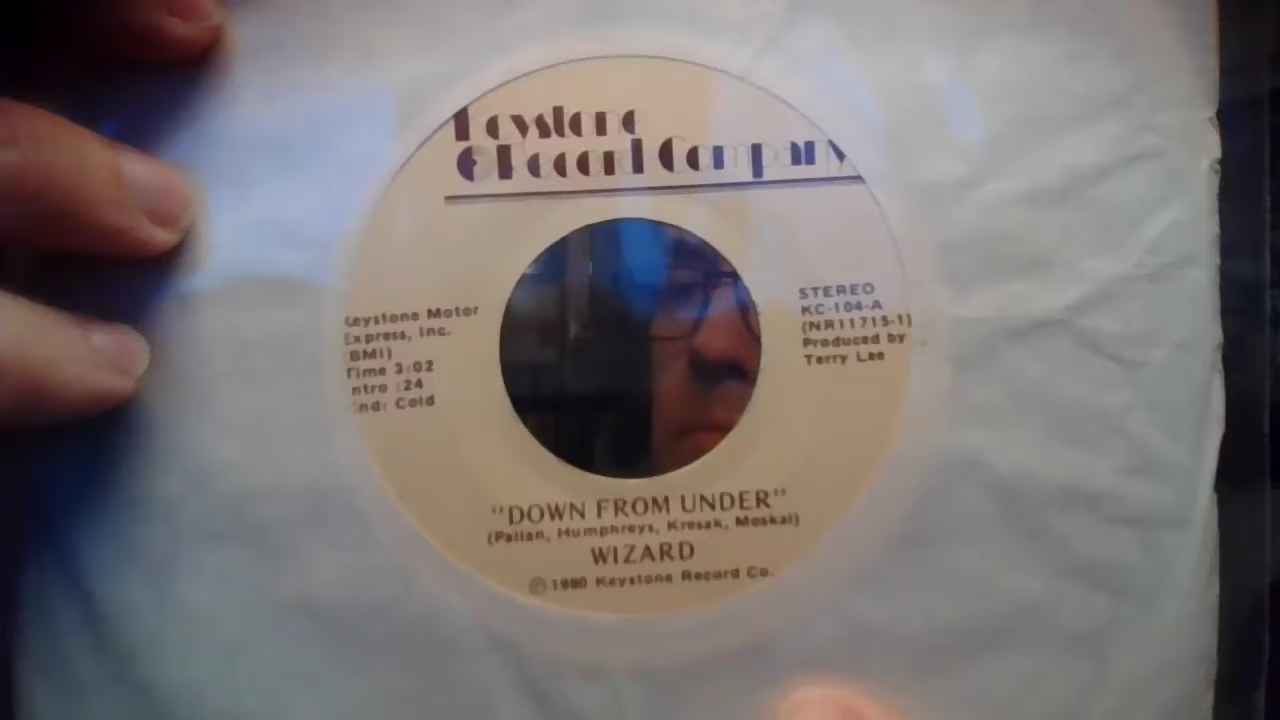 Keystone
Record Company
Keystone Motor
Express, Inc.
BMI)
Time 3:02
Intro :24
End: Cold
STEREO
KC-104-A
(NR11715-1)
Produced by
Terry Lee
"DOWN FROM UNDER"
(Palian, Humphreys, Kresak, Moskal)
WIZARD
℗ 1980 Keystone Record Co.